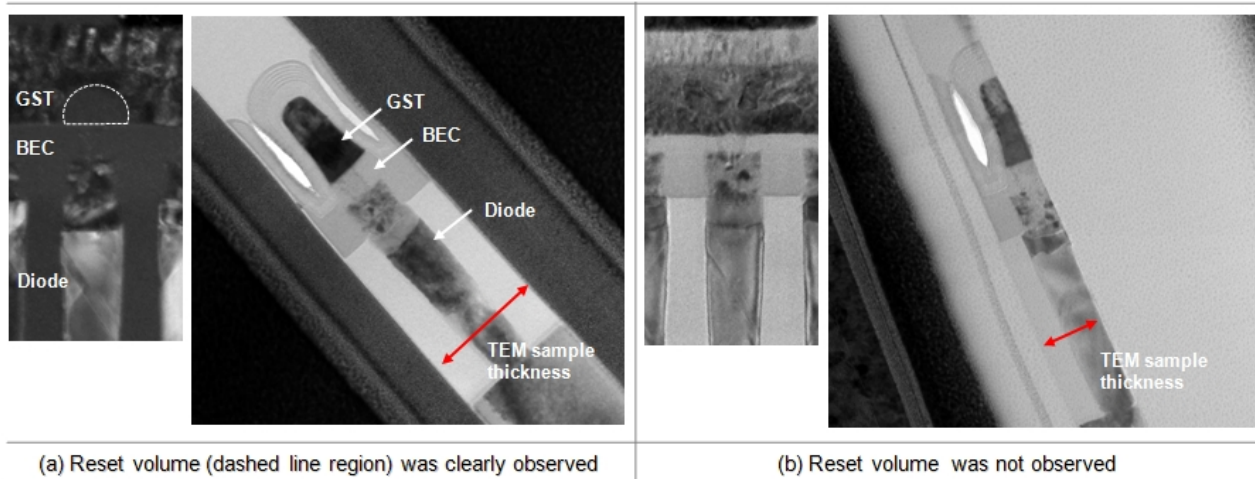 GST
BEC
Diode
GST
BEC
Diode
TEM sample
thickness
TEM sample
thickness
(a) Reset volume (dashed line region) was clearly observed
(b) Reset volume was not observed